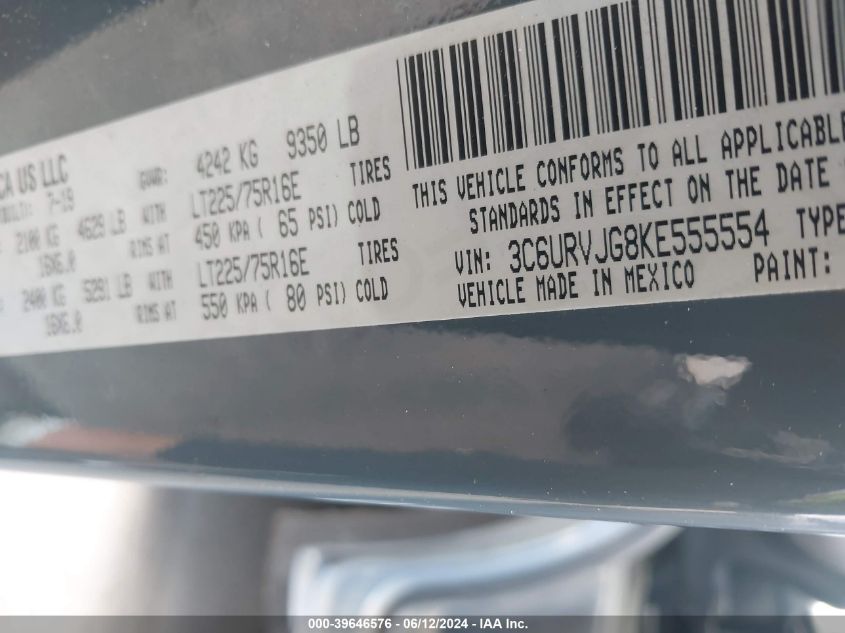 CA US LLC
7-19
GVWR: 4242 KG 9350 LB
2100 KG 4629 LB WITH LT225/75R16E TIRES
16X6.0 RIMS AT 450 KPA ( 65 PSI) COLD
2400 KG 5291 LB WITH LT225/75R16E TIRES
16X6.0 RIMS AT 550 KPA ( 80 PSI) COLD
THIS VEHICLE CONFORMS TO ALL APPLICABLE
STANDARDS IN EFFECT ON THE DATE
VIN: 3C6URVJG8KE555554 TYPE
VEHICLE MADE IN MEXICO PAINT:
000-39646576 - 06/12/2024 - IAA Inc.